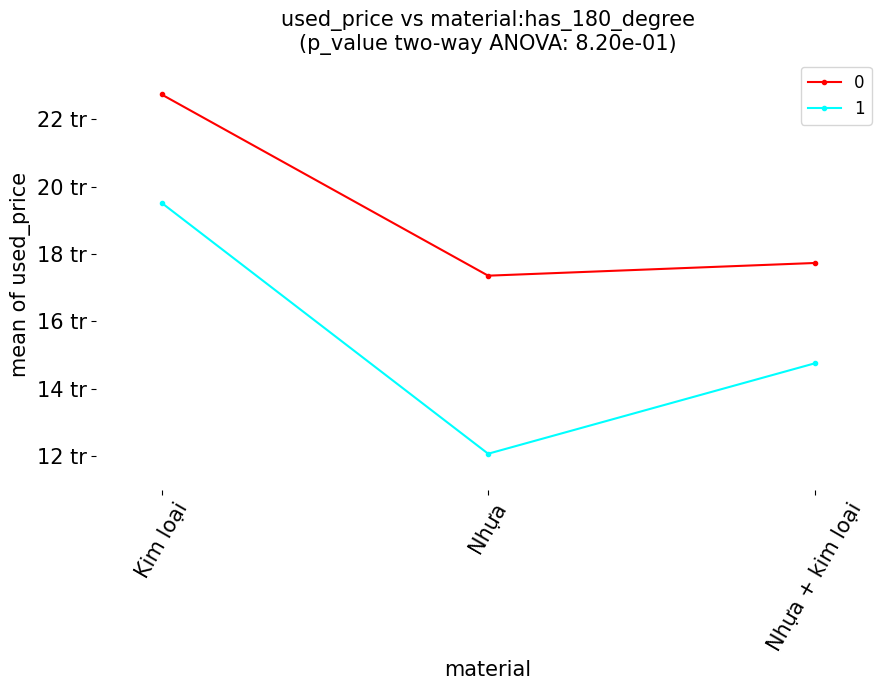 used_price vs material:has_180_degree
(p_value two-way ANOVA: 8.20e-01)
0
1
mean of used_price
22 tr
20 tr
18 tr
16 tr
14 tr
12 tr
Kim loại
Nhựa
Nhựa + kim loại
material